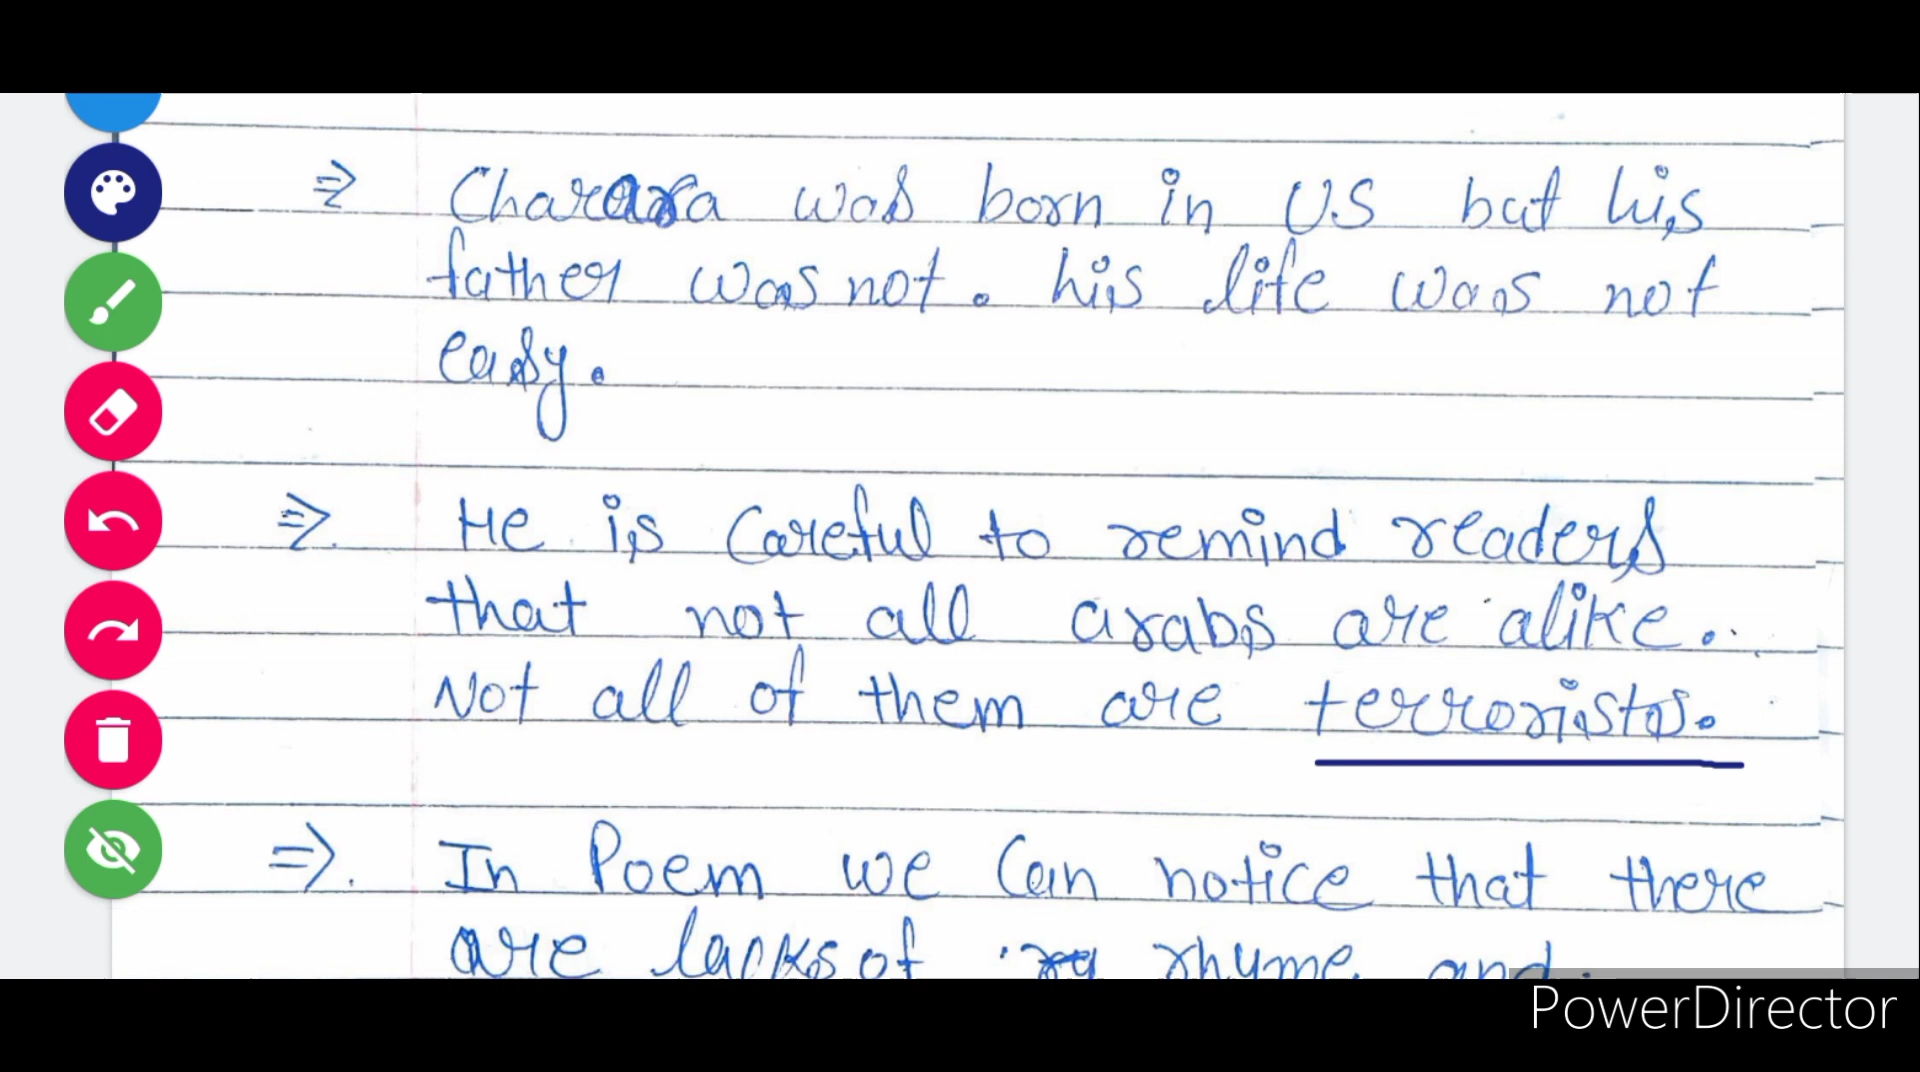 ⇒ Charara was born in US but his
father was not. his life was not
easy.
⇒. He is Careful to remind readers
that not all arabs are alike.
Not all of them are terrorists.
⇒. In Poem we Can notice that there
are lacks of rhyme and
PowerDirector